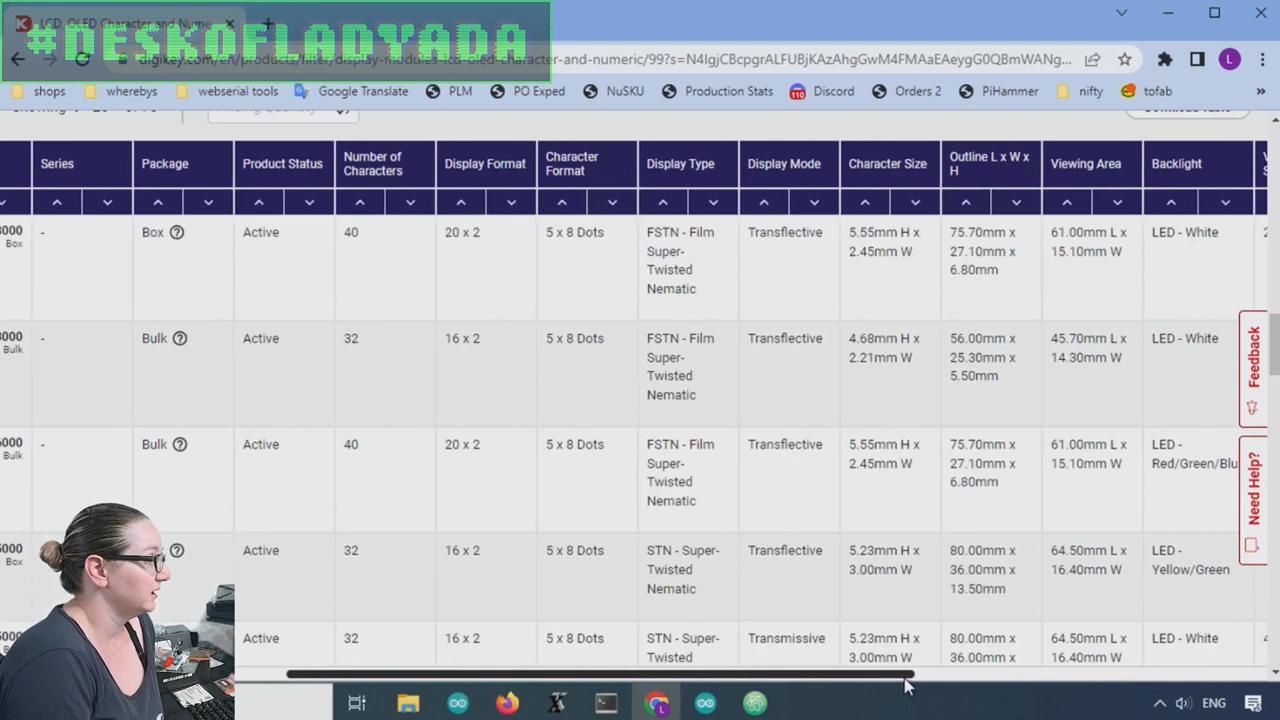 #DESKOFLADYADA
LCD, OLED Character and Nume
digikey.com/en/products/filter/display-modules-lcd-oled-character-and-numeric/99?s=N4IgjCBcpgrALFUBjKAzAhGwM4FMAaEAeygG0QBmWANg...
shops
wherebys
webserial tools
Google Translate
PLM
PO Exped
NuSKU
Production Stats
110
Discord
Orders 2
PiHammer
nifty
tofab
»
L
Series
Package
Product Status
Number of
Characters
Display Format
Character
Format
Display Type
Display Mode
Character Size
Outline L x W x
H
Viewing Area
Backlight
Box
-
Box
Active
40
20 x 2
5 x 8 Dots
FSTN - Film
Super-
Twisted
Nematic
Transflective
5.55mm H x
2.45mm W
75.70mm x
27.10mm x
6.80mm
61.00mm L x
15.10mm W
LED - White
Bulk
-
Bulk
Active
32
16 x 2
5 x 8 Dots
FSTN - Film
Super-
Twisted
Nematic
Transflective
4.68mm H x
2.21mm W
56.00mm x
25.30mm x
5.50mm
45.70mm L x
14.30mm W
LED - White
Bulk
-
Bulk
Active
40
20 x 2
5 x 8 Dots
FSTN - Film
Super-
Twisted
Nematic
Transflective
5.55mm H x
2.45mm W
75.70mm x
27.10mm x
6.80mm
61.00mm L x
15.10mm W
LED -
Red/Green/Blu
Active
32
16 x 2
5 x 8 Dots
STN - Super-
Twisted
Nematic
Transflective
5.23mm H x
3.00mm W
80.00mm x
36.00mm x
13.50mm
64.50mm L x
16.40mm W
LED -
Yellow/Green
Active
32
16 x 2
5 x 8 Dots
STN - Super-
Twisted
Transmissive
5.23mm H x
3.00mm W
80.00mm x
36.00mm x
64.50mm L x
16.40mm W
LED - White
Feedback
Need Help?
ENG